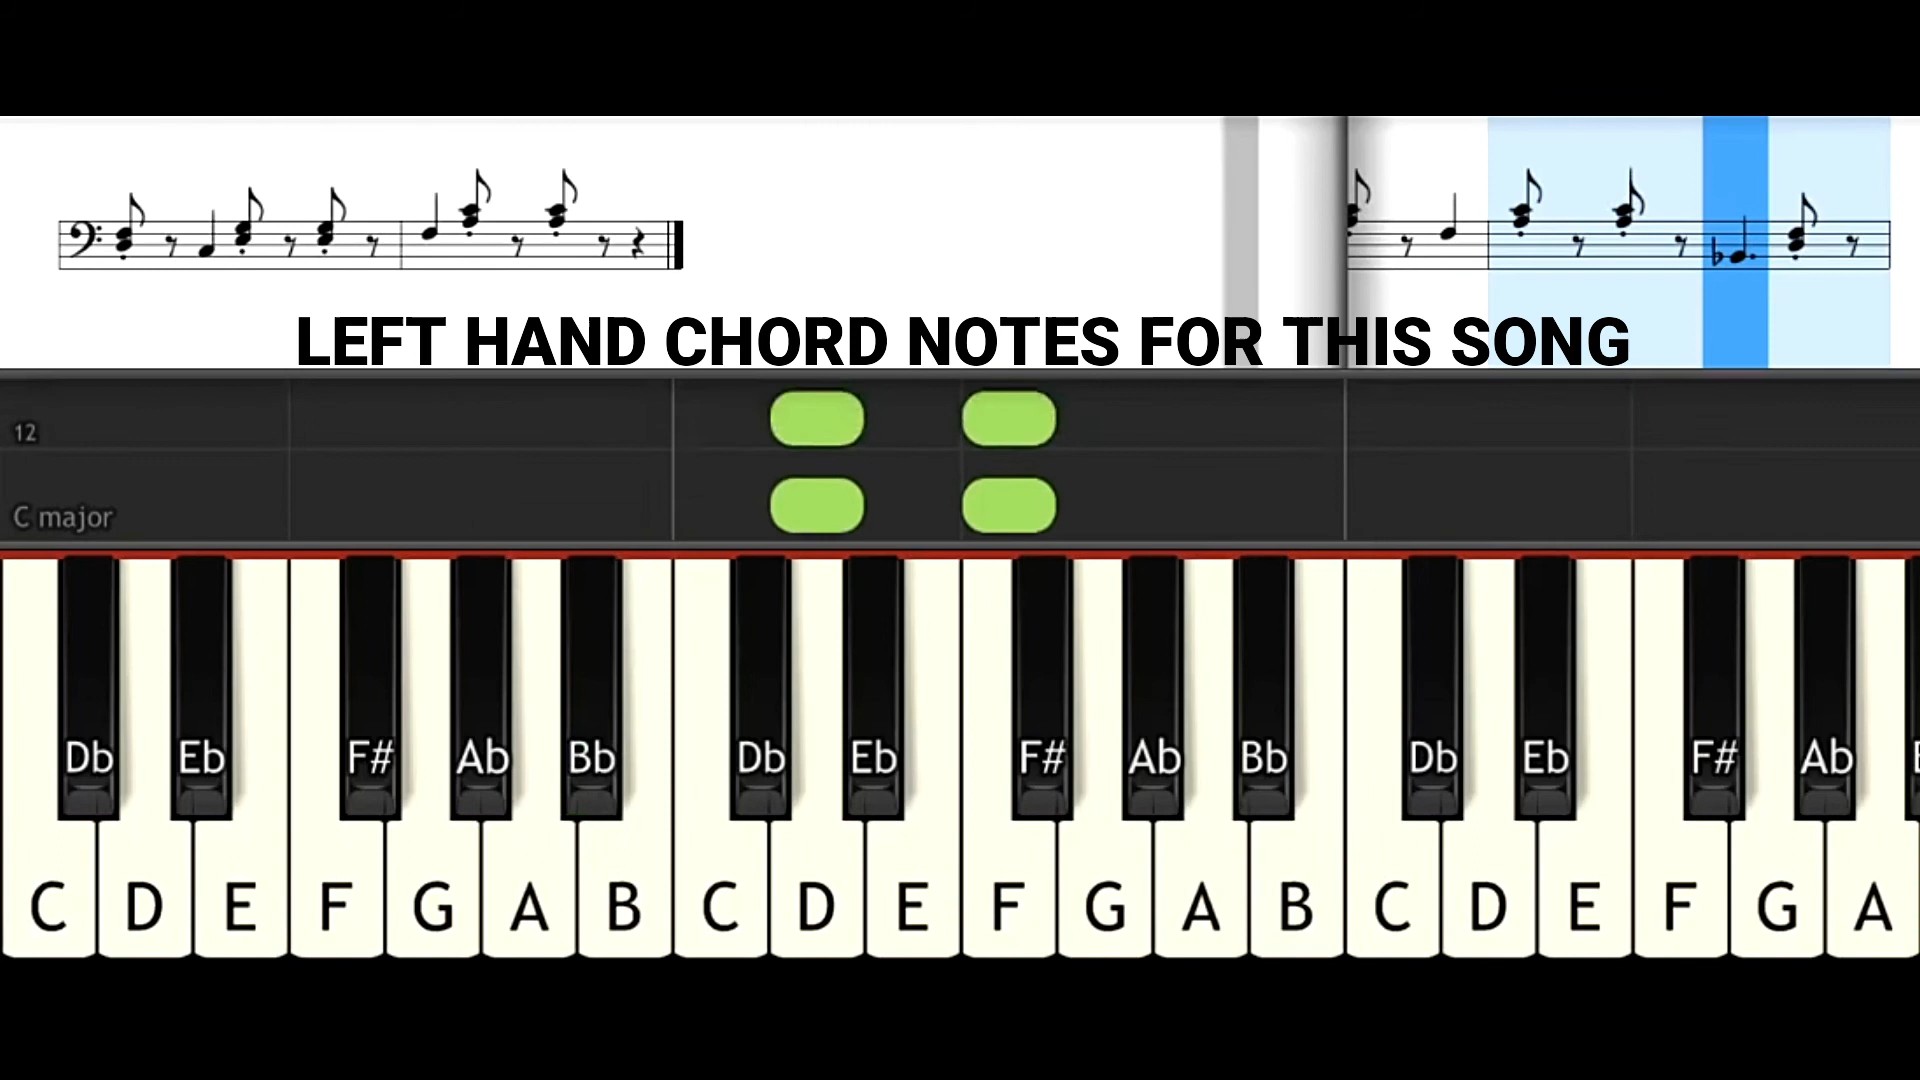 LEFT HAND CHORD NOTES FOR THIS SONG
12
C major
Db Eb F# Ab Bb Db Eb F# Ab Bb Db Eb F# Ab
C D E F G A B C D E F G A B C D E F G A